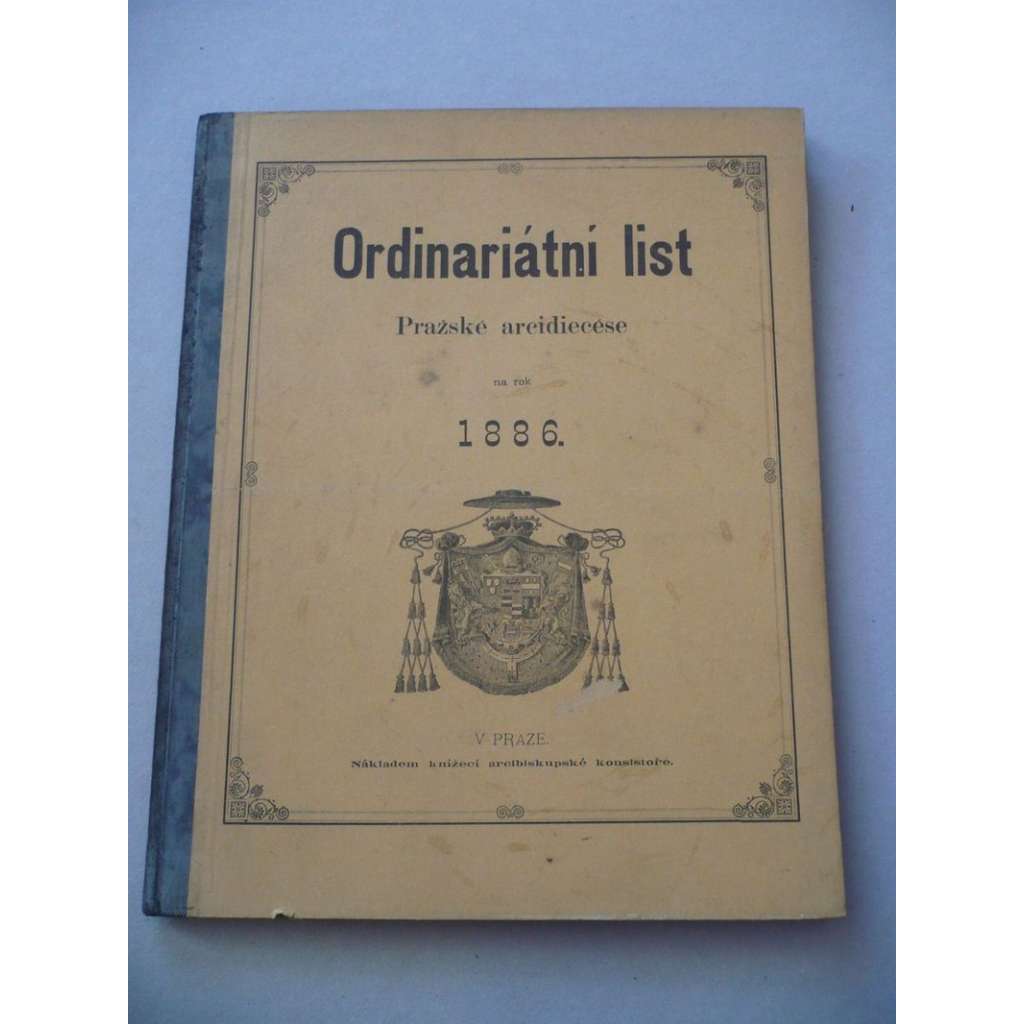 Ordinariátní list
Pražské arcidiecése
na rok
1886.
V PRAZE.
Nákladem knížecí arcibiskupské konsistoře.